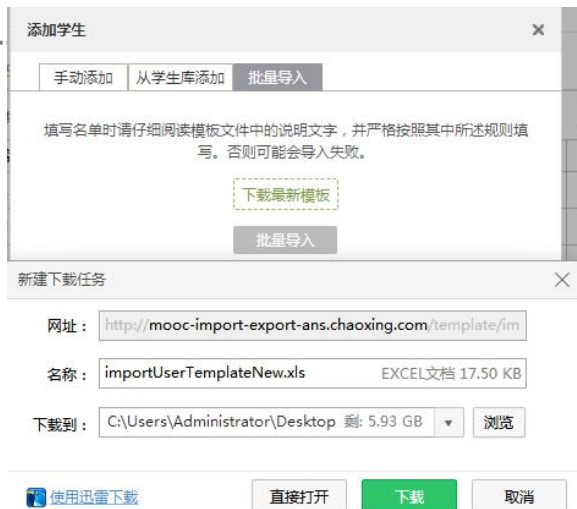 添加学生
手动添加 从学生库添加 批量导入
填写名单时请仔细阅读模板文件中的说明文字，并严格按照其中所述规则填
写。否则可能会导入失败。
下载最新模板
批量导入
新建下载任务
网址： http://mooc-import-export-ans.chaoxing.com/template/im
名称： importUserTemplateNew.xls EXCEL文档 17.50 KB
下载到： C:\Users\Administrator\Desktop 剩: 5.93 GB 浏览
使用迅雷下载 直接打开 下载 取消